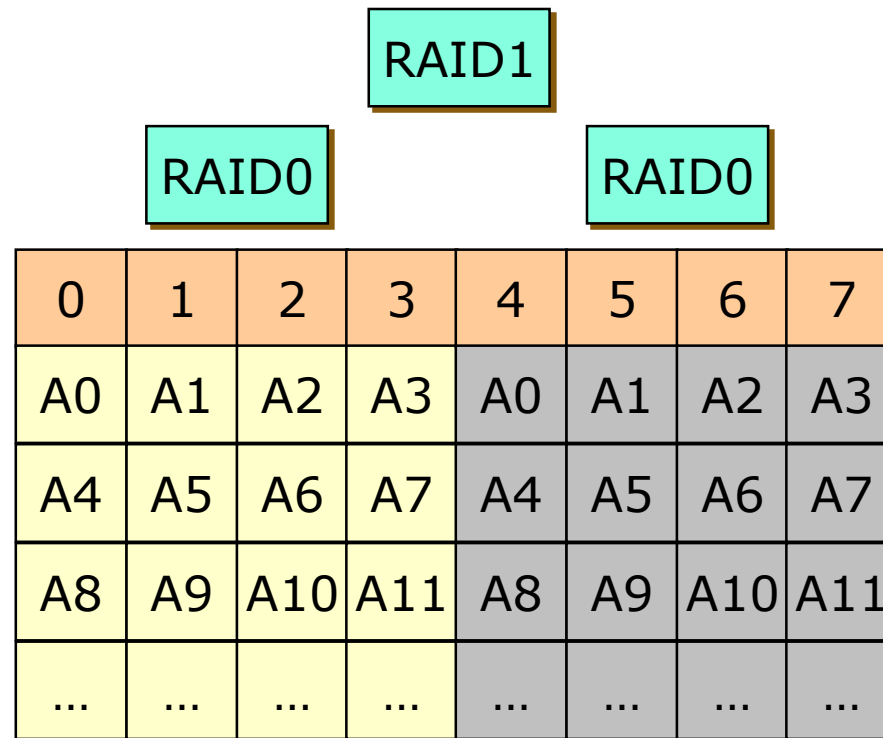 RAID1
RAID0 RAID0
0 1 2 3 4 5 6 7
A0 A1 A2 A3 A0 A1 A2 A3
A4 A5 A6 A7 A4 A5 A6 A7
A8 A9 A10 A11 A8 A9 A10 A11
... ... ... ... ... ... ... ...